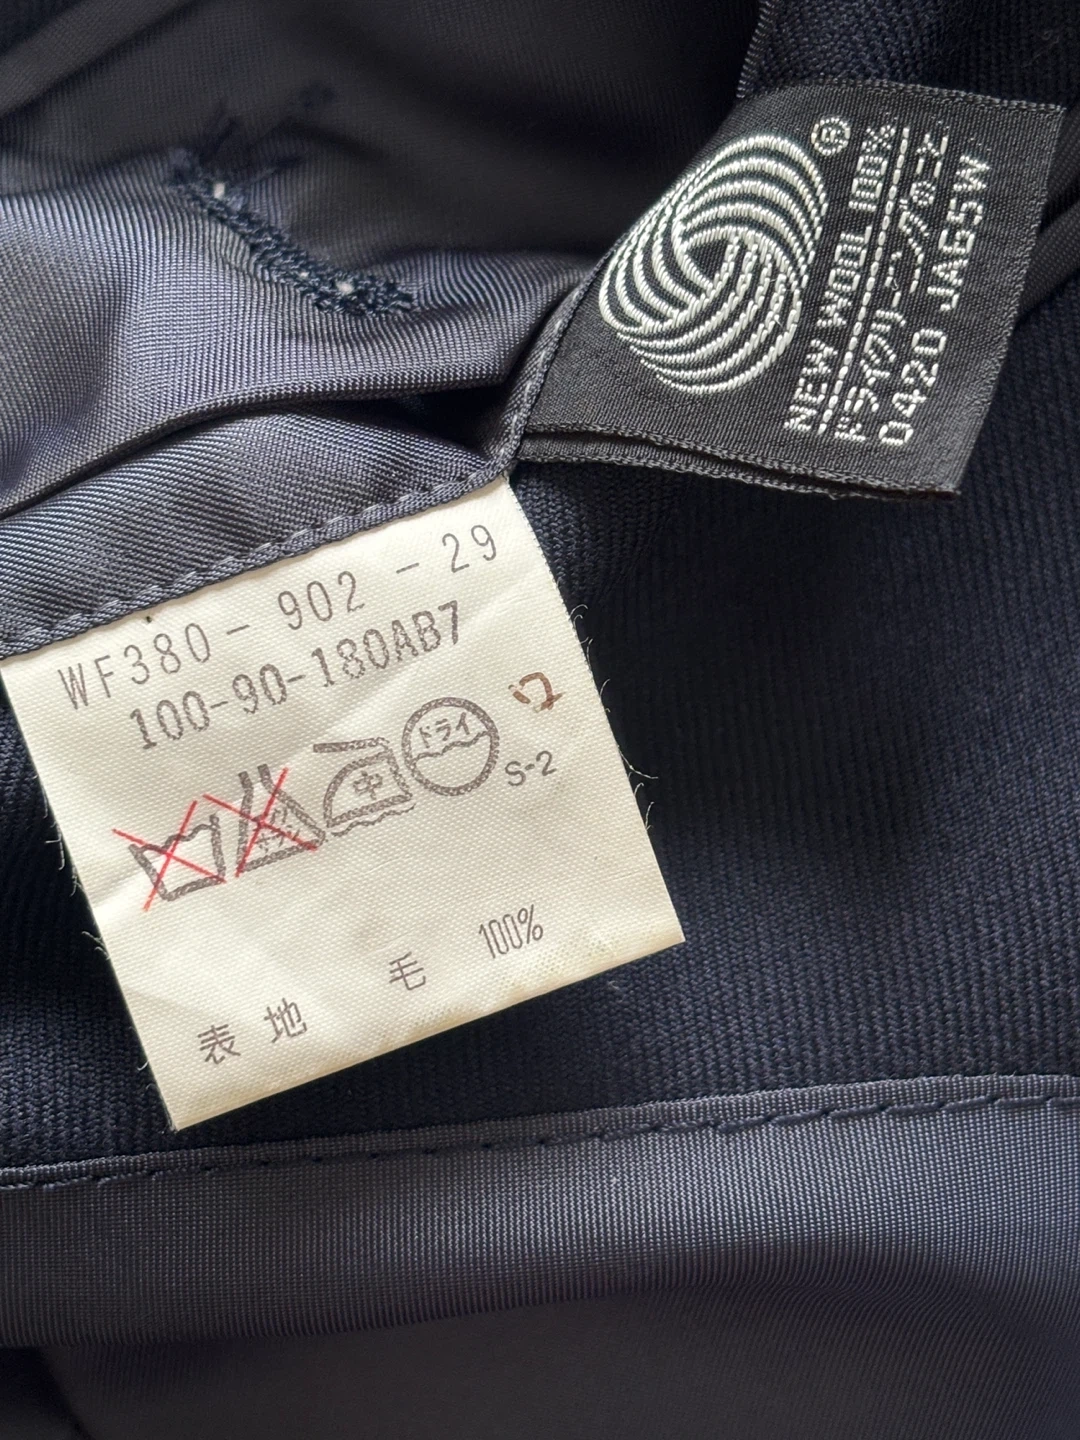 ®
NEW WOOL 100%
ドライクリーニングのこと
0420 JA65W
WF380-902-29
100-90-180AB7
中
ドライ
S-2
表地 毛 100%